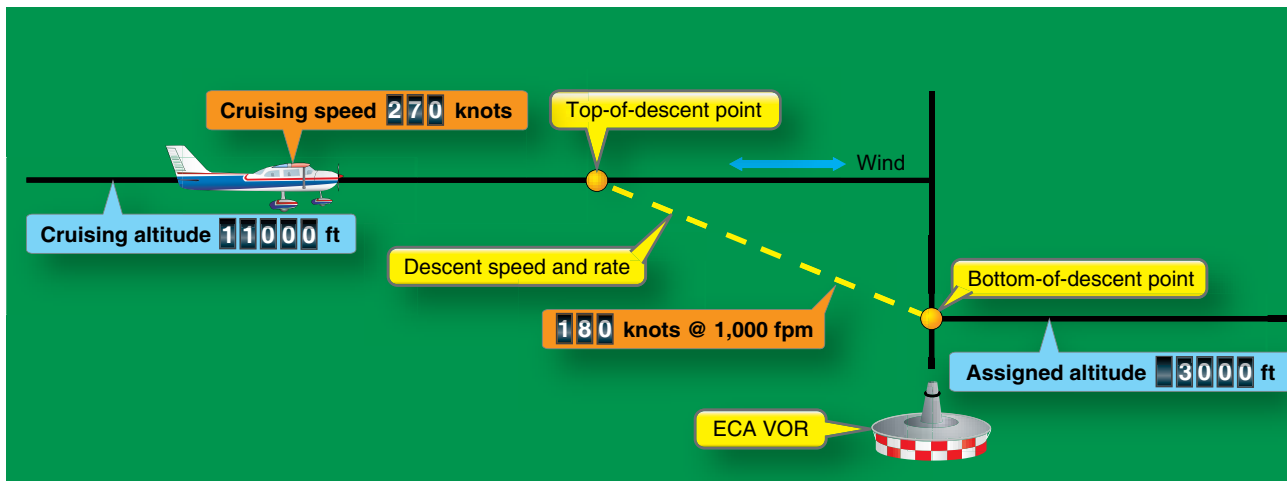 Cruising speed 270 knots
Top-of-descent point
Wind
Cruising altitude 11000 ft
Descent speed and rate
Bottom-of-descent point
180 knots @ 1,000 fpm
Assigned altitude 3000 ft
ECA VOR